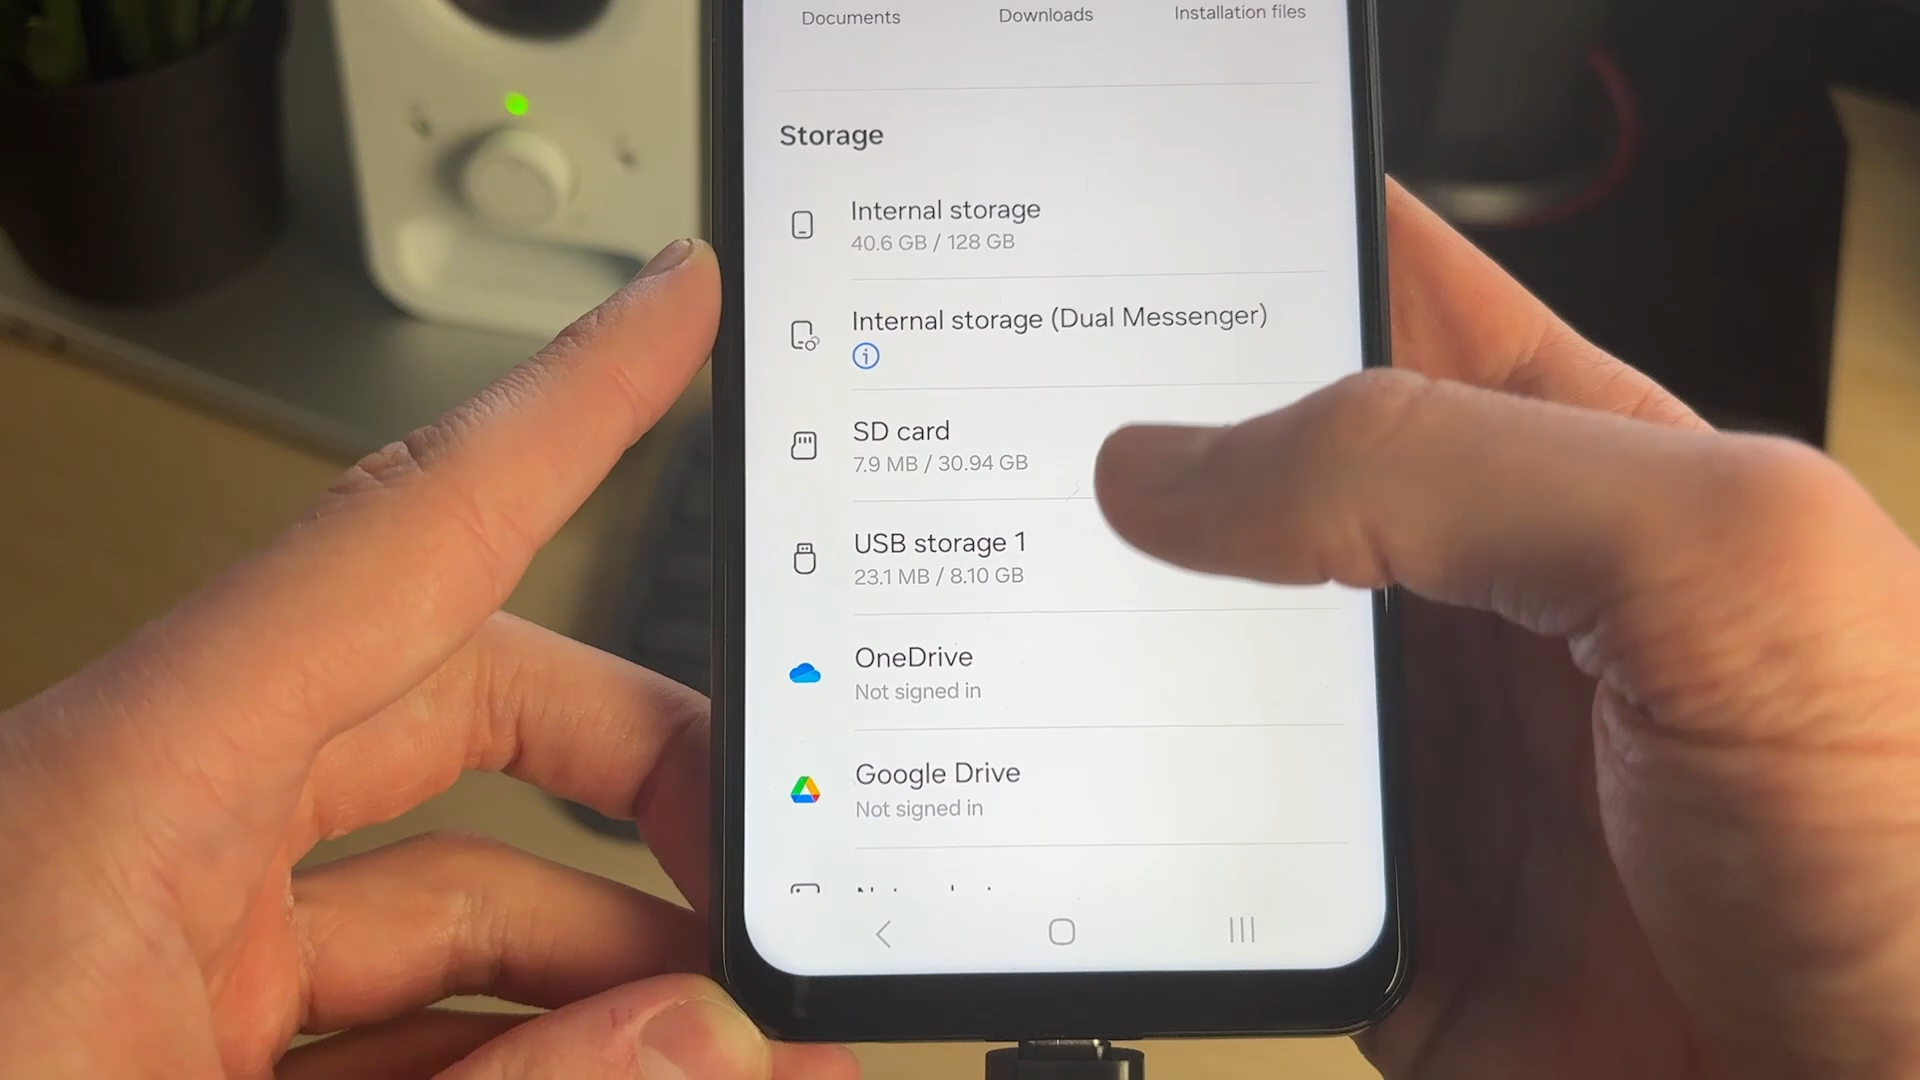 Documents
Downloads
Installation files
Storage
Internal storage
40.6 GB / 128 GB
Internal storage (Dual Messenger)
SD card
7.9 MB / 30.94 GB
USB storage 1
23.1 MB / 8.10 GB
OneDrive
Not signed in
Google Drive
Not signed in